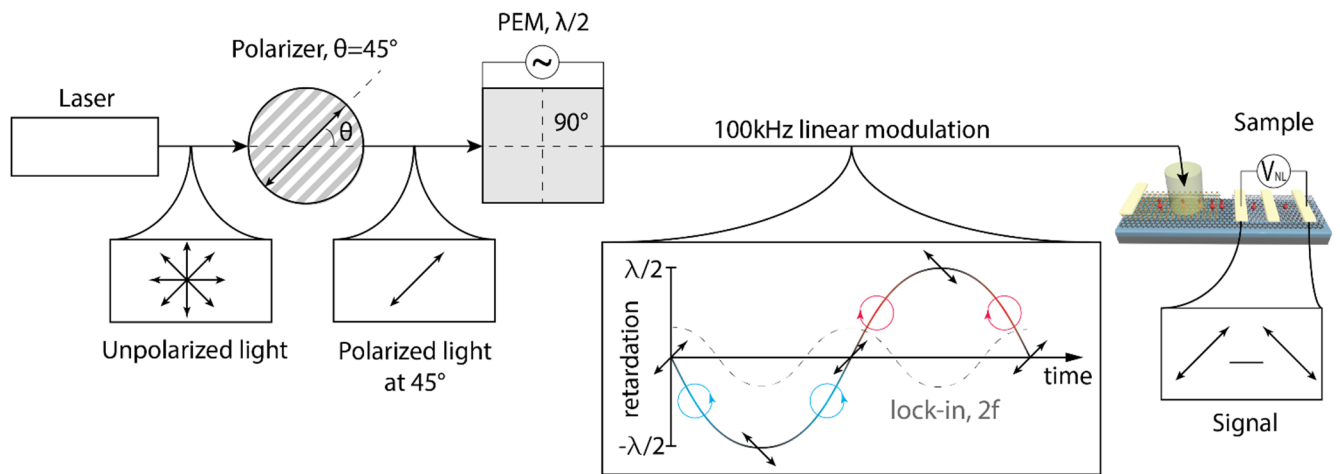 Laser
Polarizer, θ=45°
θ
PEM, λ/2
~
90°
100kHz linear modulation
Sample
VNL
Unpolarized light
Polarized light
at 45°
λ/2
retardation
-λ/2
time
lock-in, 2f
Signal